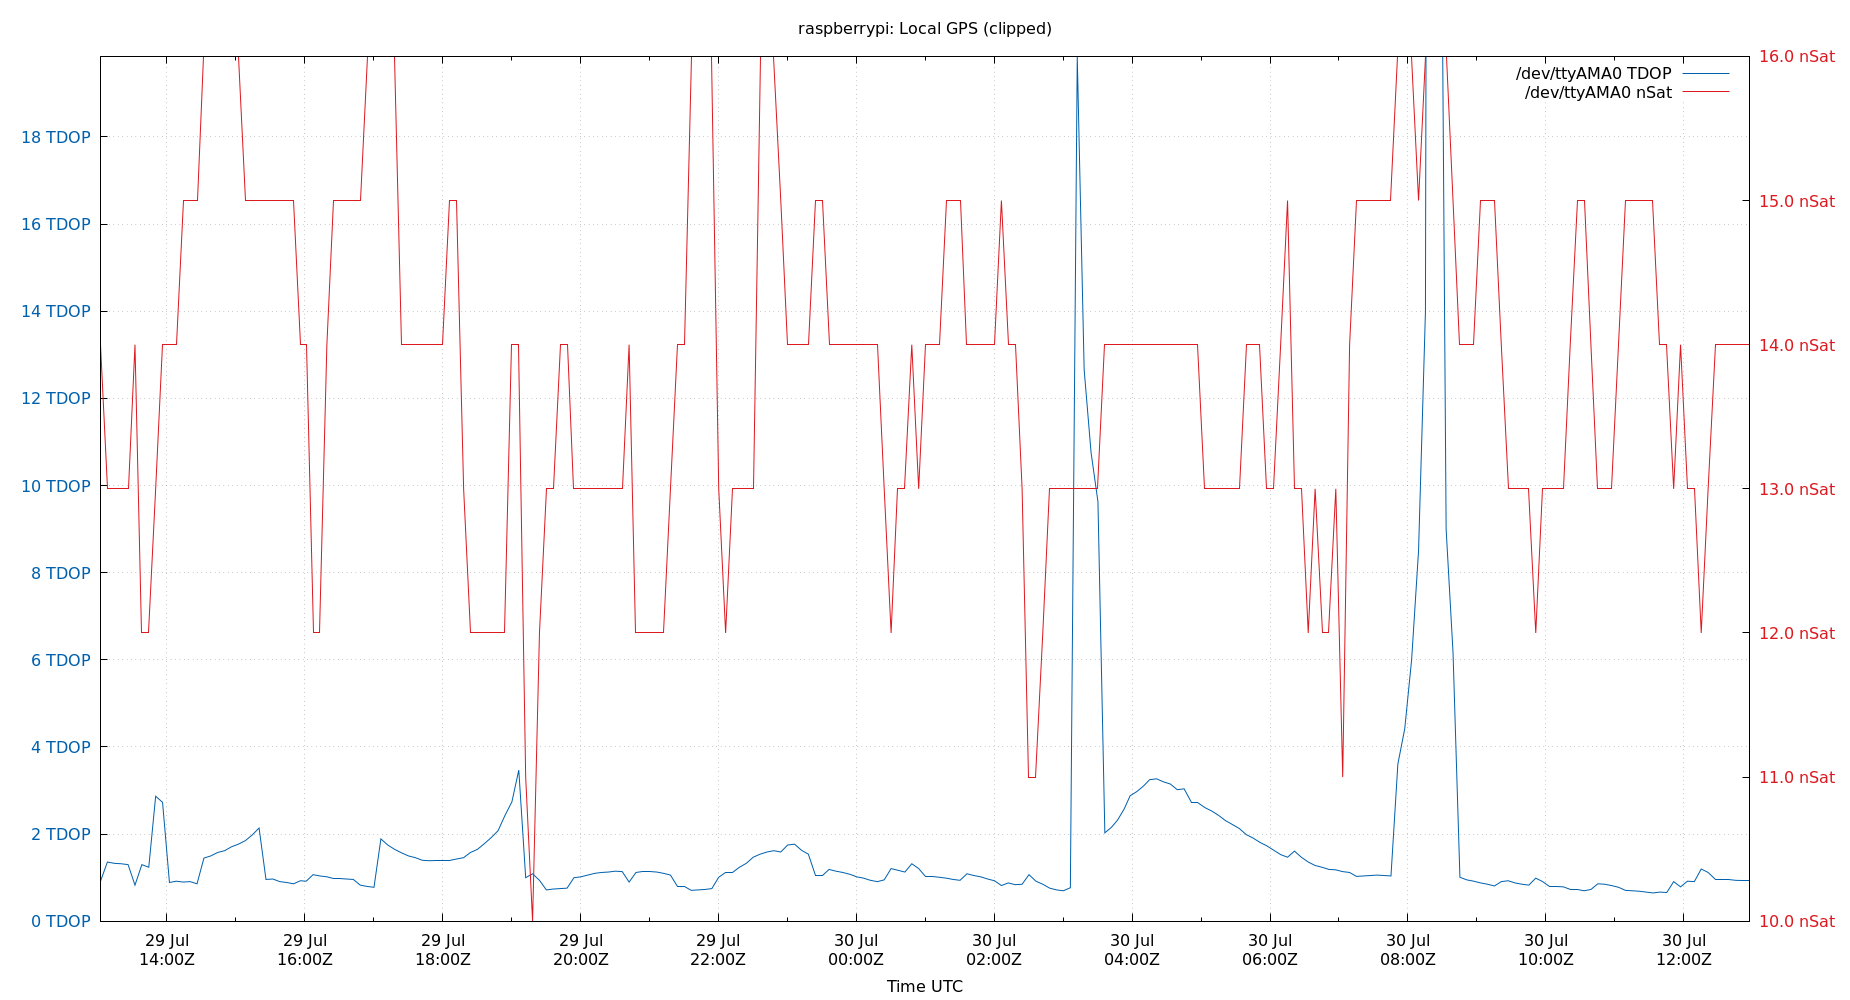 raspberrypi: Local GPS (clipped)
16.0 nSat
/dev/ttyAMA0 TDOP
/dev/ttyAMA0 nSat
18 TDOP
15.0 nSat
16 TDOP
14 TDOP
14.0 nSat
12 TDOP
10 TDOP
13.0 nSat
8 TDOP
12.0 nSat
6 TDOP
11.0 nSat
4 TDOP
2 TDOP
0 TDOP
10.0 nSat
29 Jul 29 Jul 29 Jul 29 Jul 29 Jul 30 Jul 30 Jul 30 Jul 30 Jul 30 Jul 30 Jul 30 Jul
14:00Z 16:00Z 18:00Z 20:00Z 22:00Z 00:00Z 02:00Z 04:00Z 06:00Z 08:00Z 10:00Z 12:00Z
Time UTC